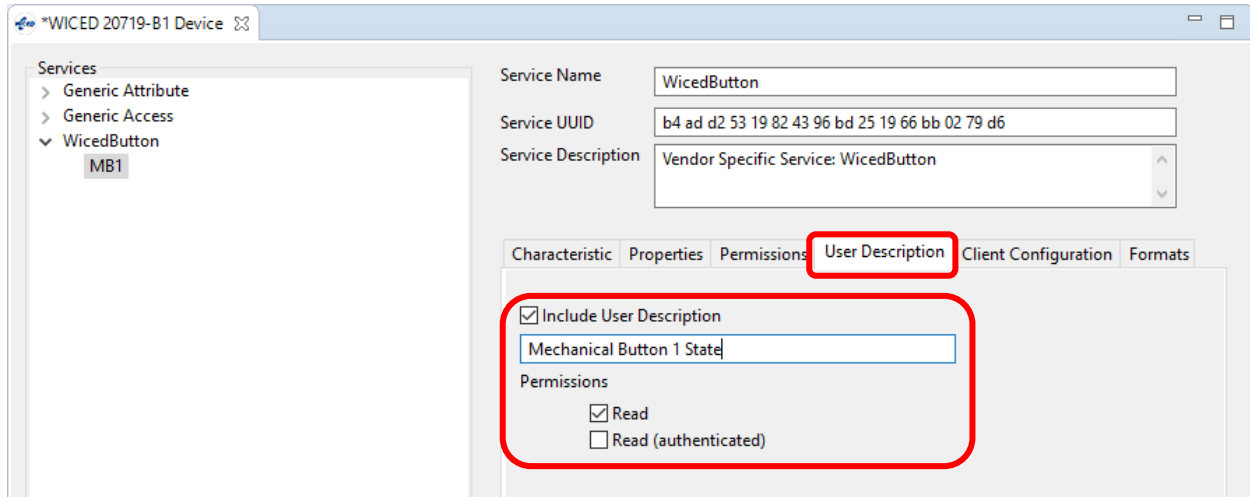 *WICED 20719-B1 Device
Services
Generic Attribute
Generic Access
WicedButton
MB1
Service Name
WicedButton
Service UUID
b4 ad d2 53 19 82 43 96 bd 25 19 66 bb 02 79 d6
Service Description
Vendor Specific Service: WicedButton
Characteristic Properties Permissions User Description Client Configuration Formats
Include User Description
Mechanical Button 1 State
Permissions
Read
Read (authenticated)